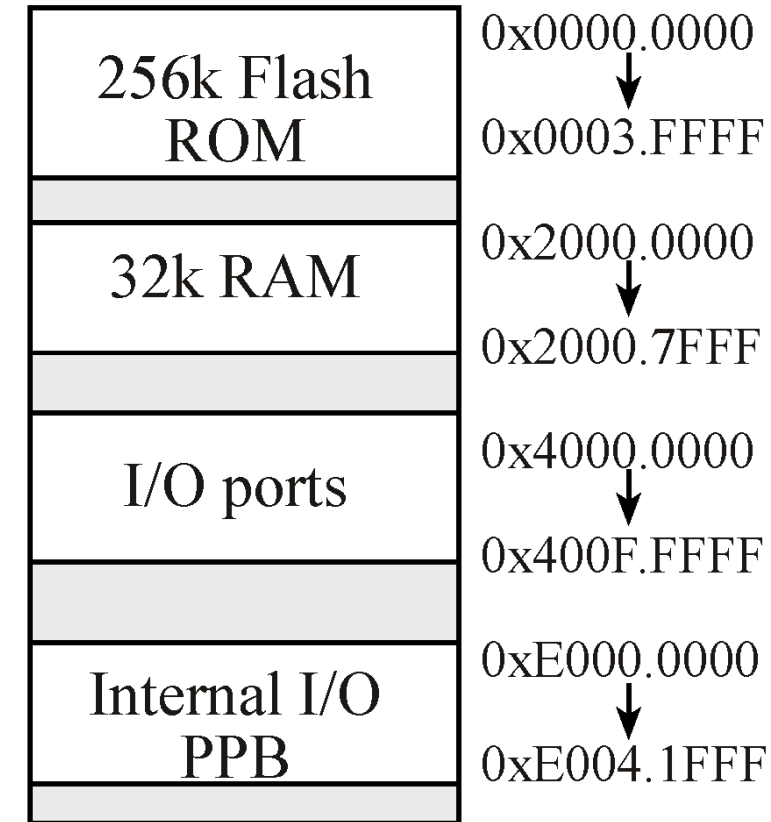 256k Flash
ROM
0x0000.0000
0x0003.FFFF
32k RAM
0x2000.0000
0x2000.7FFF
I/O ports
0x4000.0000
0x400F.FFFF
Internal I/O
PPB
0xE000.0000
0xE004.1FFF